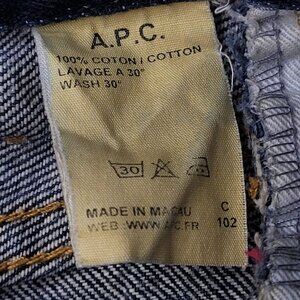 A.P.C.
100% COTON / COTTON
LAVAGE A 30°
WASH 30°
30
MADE IN MACAU
WEB : WWW.APC.FR
C
102